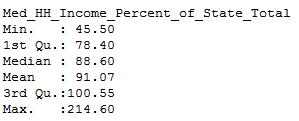 Med_HH_Income_Percent_of_State_Total
Min.   : 45.50
1st Qu.: 78.40
Median : 88.60
Mean   : 91.07
3rd Qu.:100.55
Max.   :214.60